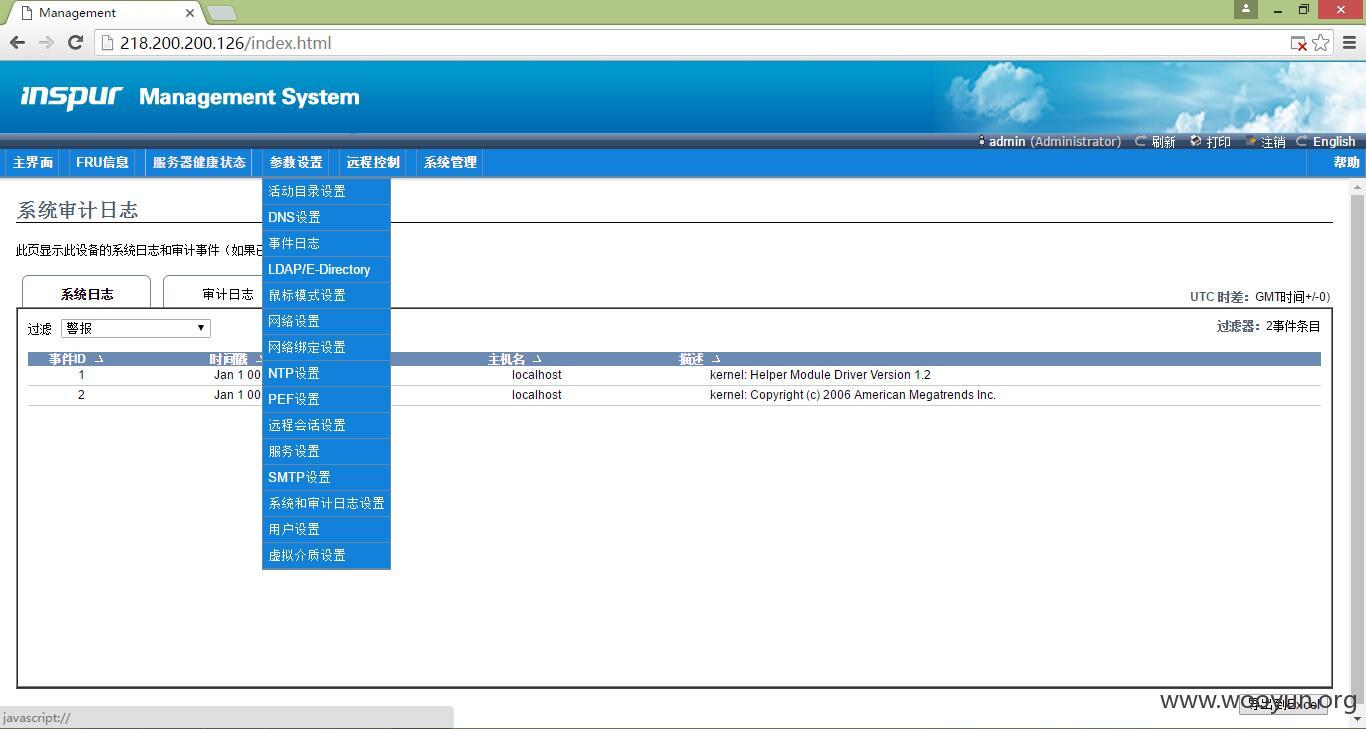 Management
218.200.200.126/index.html
inspur Management System
admin (Administrator) 刷新 打印 注销 English
主界面 FRU信息 服务器健康状态 参数设置 远程控制 系统管理 帮助
活动目录设置
DNS设置
事件日志
LDAP/E-Directory
鼠标模式设置
网络设置
网络绑定设置
NTP设置
PEF设置
远程会话设置
服务设置
SMTP设置
系统和审计日志设置
用户设置
虚拟介质设置
系统审计日志
此页显示此设备的系统日志和审计事件（如果已
系统日志 审计日志 UTC 时差：GMT时间+/-0)
过滤 警报 过滤器：2事件条目
事件ID 时间戳 主机名 描述
1 Jan 1 00 localhost kernel: Helper Module Driver Version 1.2
2 Jan 1 00 localhost kernel: Copyright (c) 2006 American Megatrends Inc.
导出到Excel
www.wooyun.org
javascript://